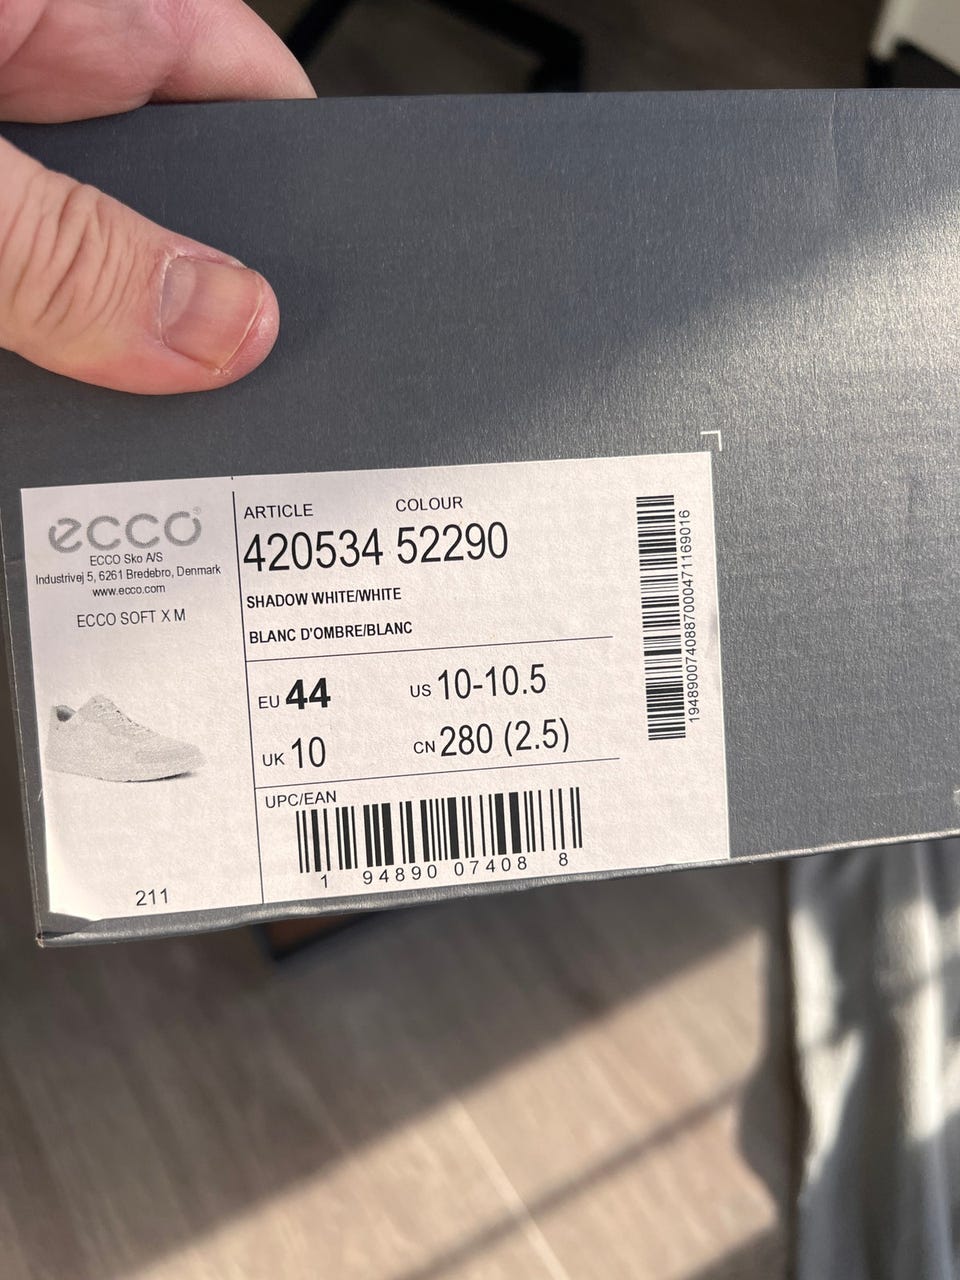 ecco®
ECCO Sko A/S
Industrivej 5, 6261 Bredebro, Denmark
www.ecco.com
ECCO SOFT X M
211
ARTICLE COLOUR
420534 52290
SHADOW WHITE/WHITE
BLANC D'OMBRE/BLANC
EU 44 US 10-10.5
UK 10 CN 280 (2.5)
UPC/EAN
1 94890 07408 8
1948900740887000471169016